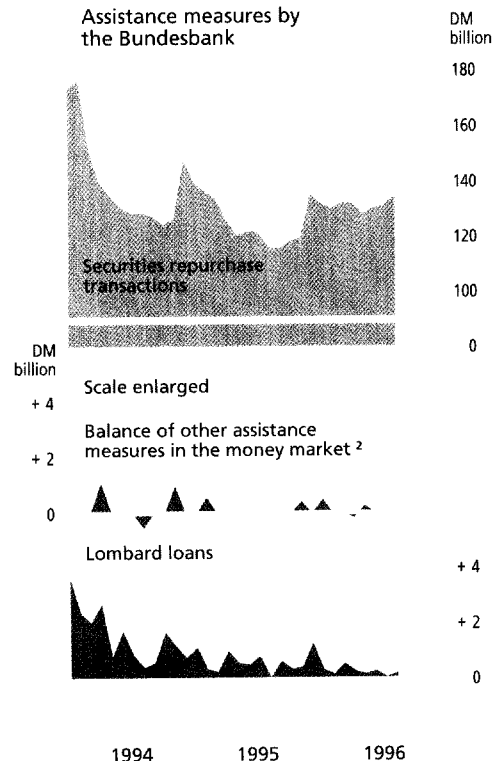 Assistance measures by
the Bundesbank
DM
billion
180
160
140
120
100
0
Securities repurchase
transactions
DM
billion
+ 4
+ 2
0
Scale enlarged
Balance of other assistance
measures in the money market ²
Lombard loans
+ 4
+ 2
0
1994 1995 1996